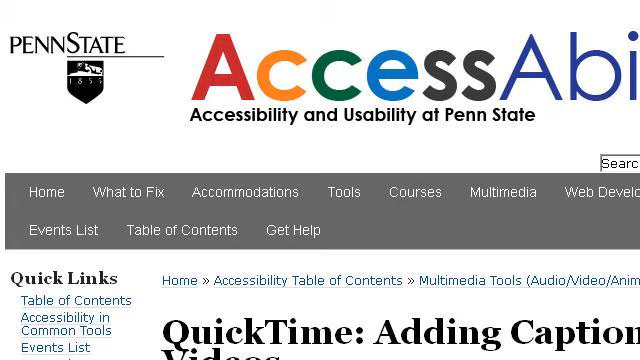 PENNSTATE
1855
AccessAbi
Accessibility and Usability at Penn State
Searc
Home What to Fix Accommodations Tools Courses Multimedia Web Develo
Events List Table of Contents Get Help
Quick Links
Table of Contents
Accessibility in
Common Tools
Events List
Home » Accessibility Table of Contents » Multimedia Tools (Audio/Video/Anim
QuickTime: Adding Caption
Videos